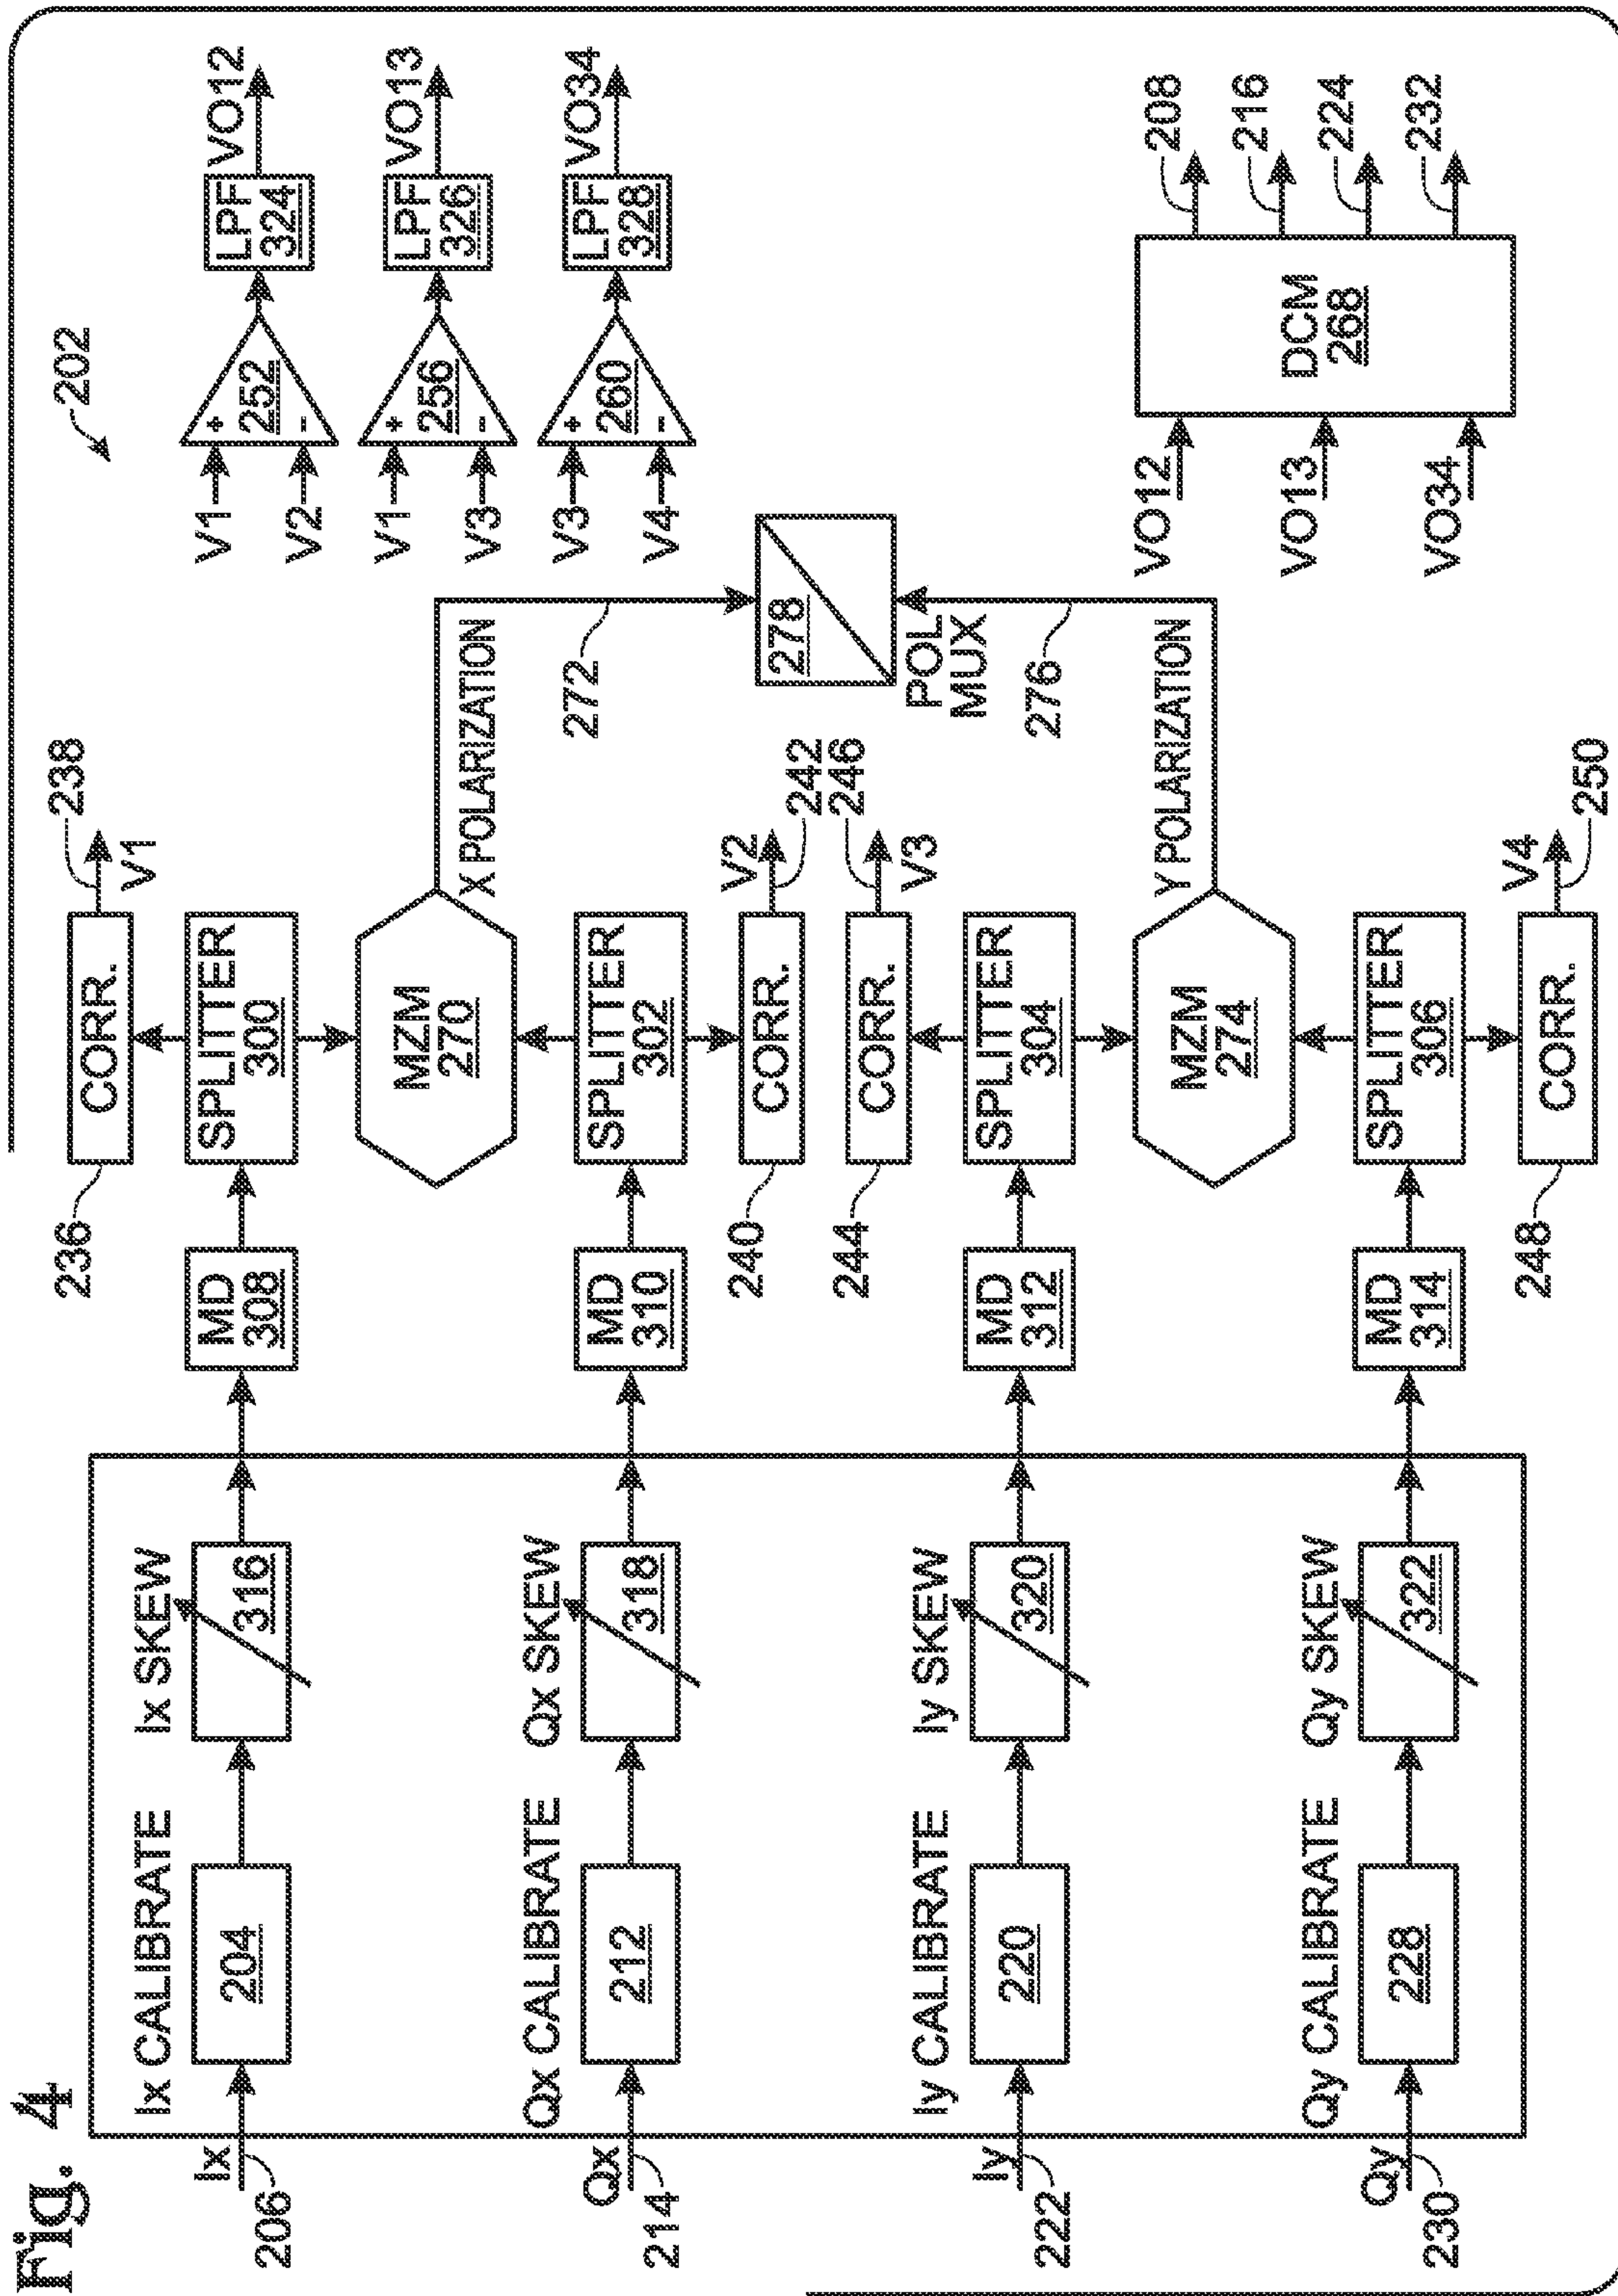 Fig. 4
202
Ix
206
Ix CALIBRATE
204
Ix SKEW
316
MD
308
SPLITTER
300
236
CORR.
238
V1
MZM
270
X POLARIZATION
272
Qx
214
Qx CALIBRATE
212
Qx SKEW
318
MD
310
SPLITTER
302
240
CORR.
V2
242
278
POL
MUX
Iy
222
Iy CALIBRATE
220
Iy SKEW
320
MD
312
SPLITTER
304
244
CORR.
246
V3
MZM
274
Y POLARIZATION
276
Qy
230
Qy CALIBRATE
228
Qy SKEW
322
MD
314
SPLITTER
306
248
CORR.
V4
250
V1
V2
+
-
252
LPF
324
VO12
V1
V3
+
-
256
LPF
326
VO13
V3
V4
+
-
260
LPF
328
VO34
VO12
VO13
VO34
DCM
268
208
216
224
232